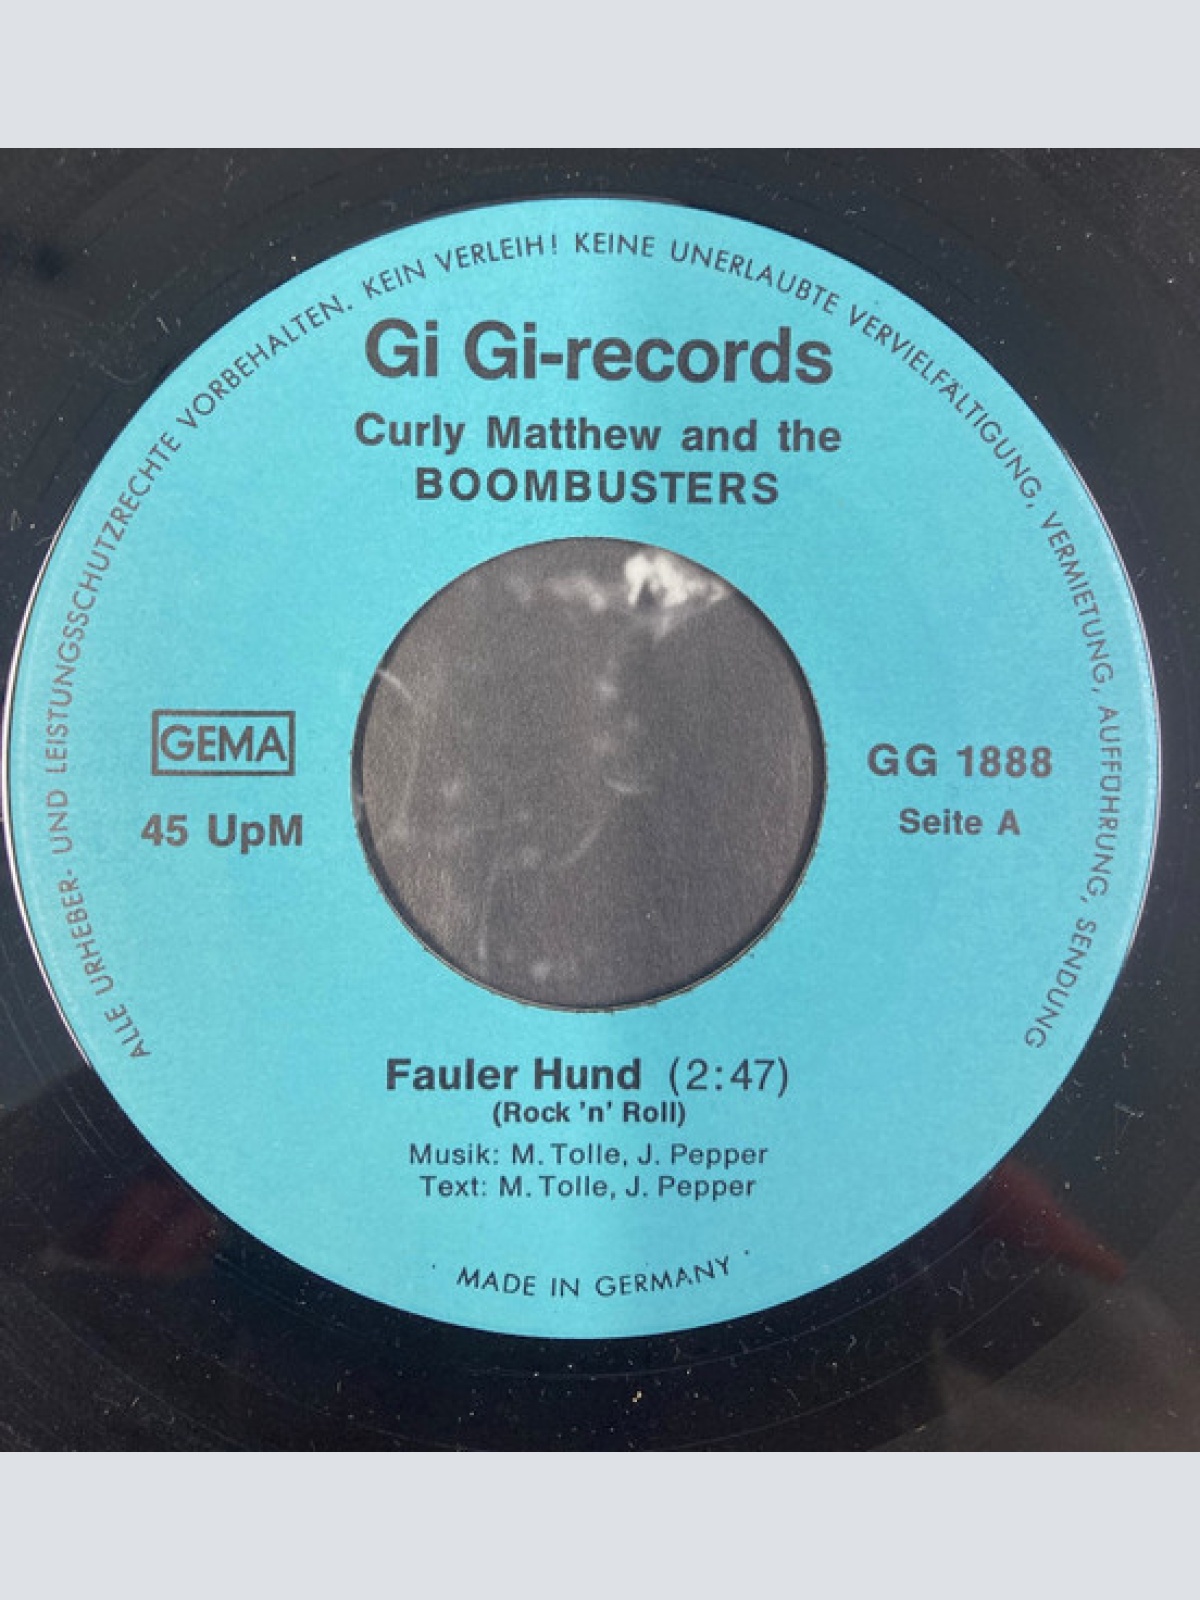 ALLE URHEBER- UND LEISTUNGSSCHUTZRECHTE VORBEHALTEN. KEIN VERLEIH! KEINE UNERLAUBTE VERVIELFÄLTIGUNG, VERMIETUNG, AUFFÜHRUNG, SENDUNG
Gi Gi-records
Curly Matthew and the
BOOMBUSTERS
GEMA
45 UpM
GG 1888
Seite A
Fauler Hund (2:47)
(Rock 'n' Roll)
Musik: M. Tolle, J. Pepper
Text: M. Tolle, J. Pepper
· MADE IN GERMANY ·